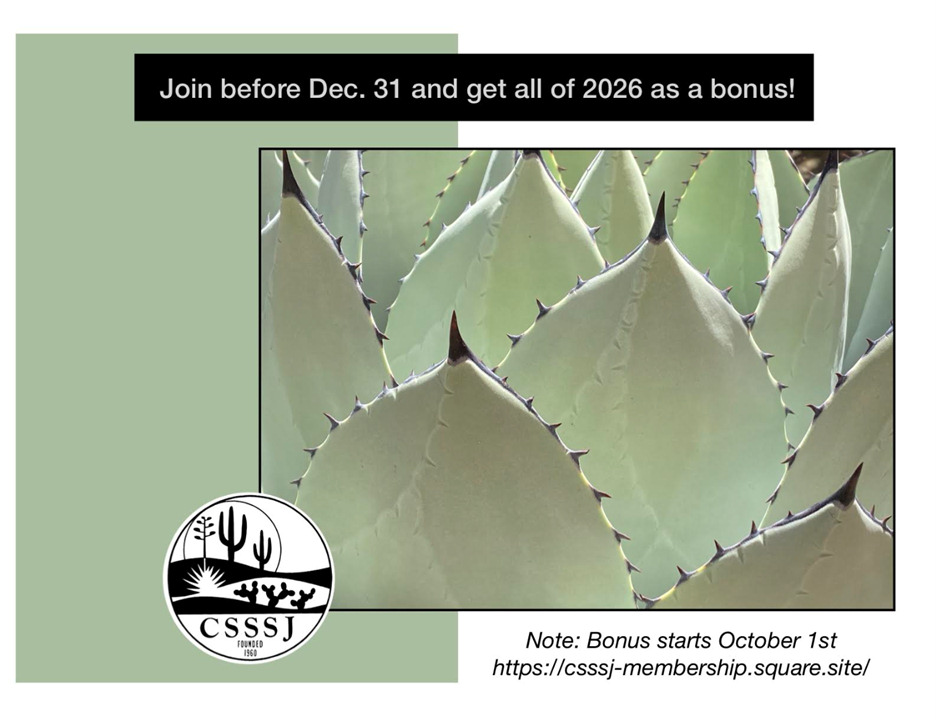 Join before Dec. 31 and get all of 2026 as a bonus!
CSSSJ
FOUNDED
1960
Note: Bonus starts October 1st
https://csssj-membership.square.site/